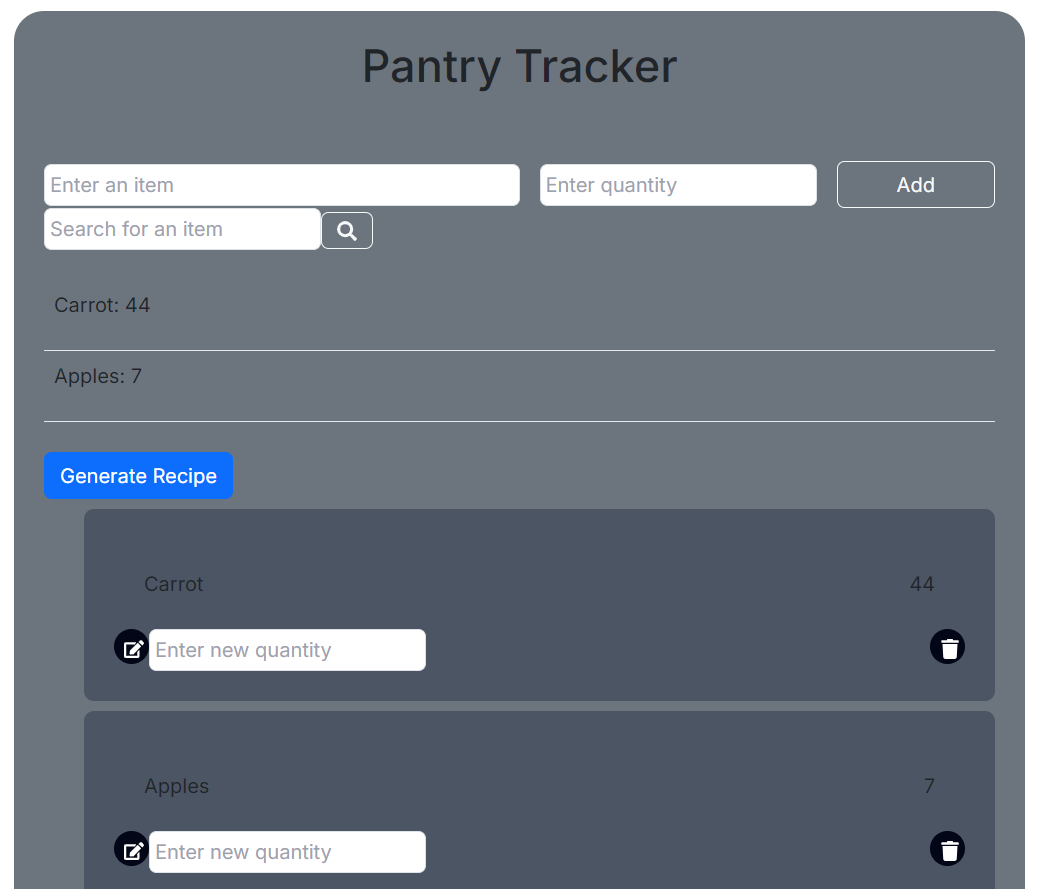 Pantry Tracker
Enter an item Enter quantity Add
Search for an item
Carrot: 44
Apples: 7
Generate Recipe
Carrot 44
Enter new quantity
Apples 7
Enter new quantity